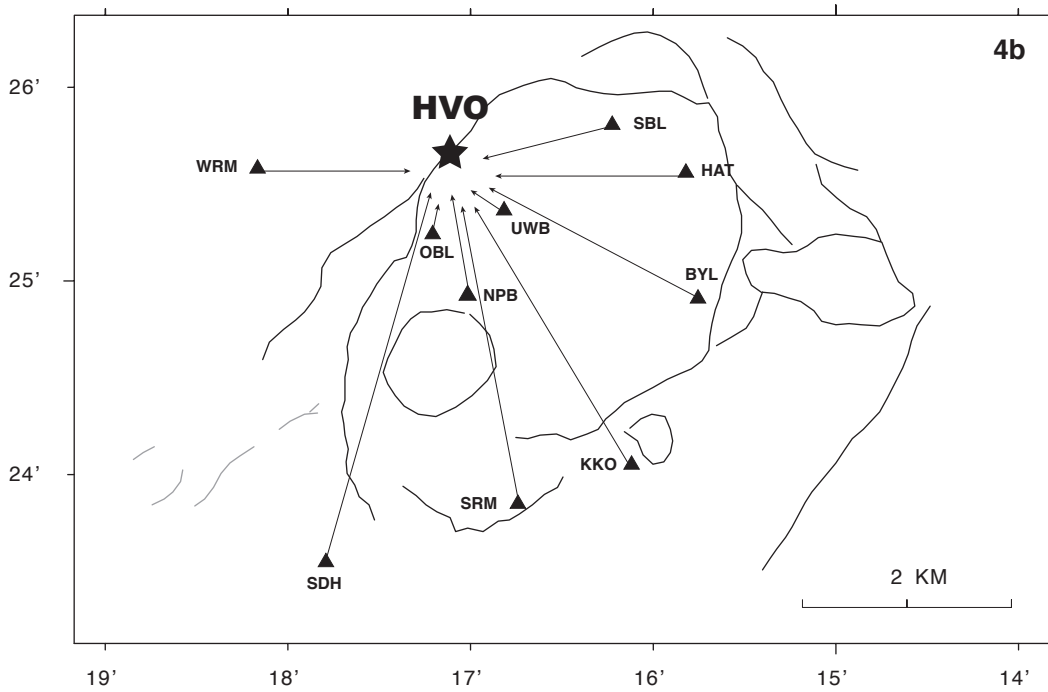 4b
26’
HVO
SBL
WRM
HAT
UWB
OBL
25’
BYL
NPB
24’
KKO
SRM
SDH
2 KM
19’ 18’ 17’ 16’ 15’ 14’